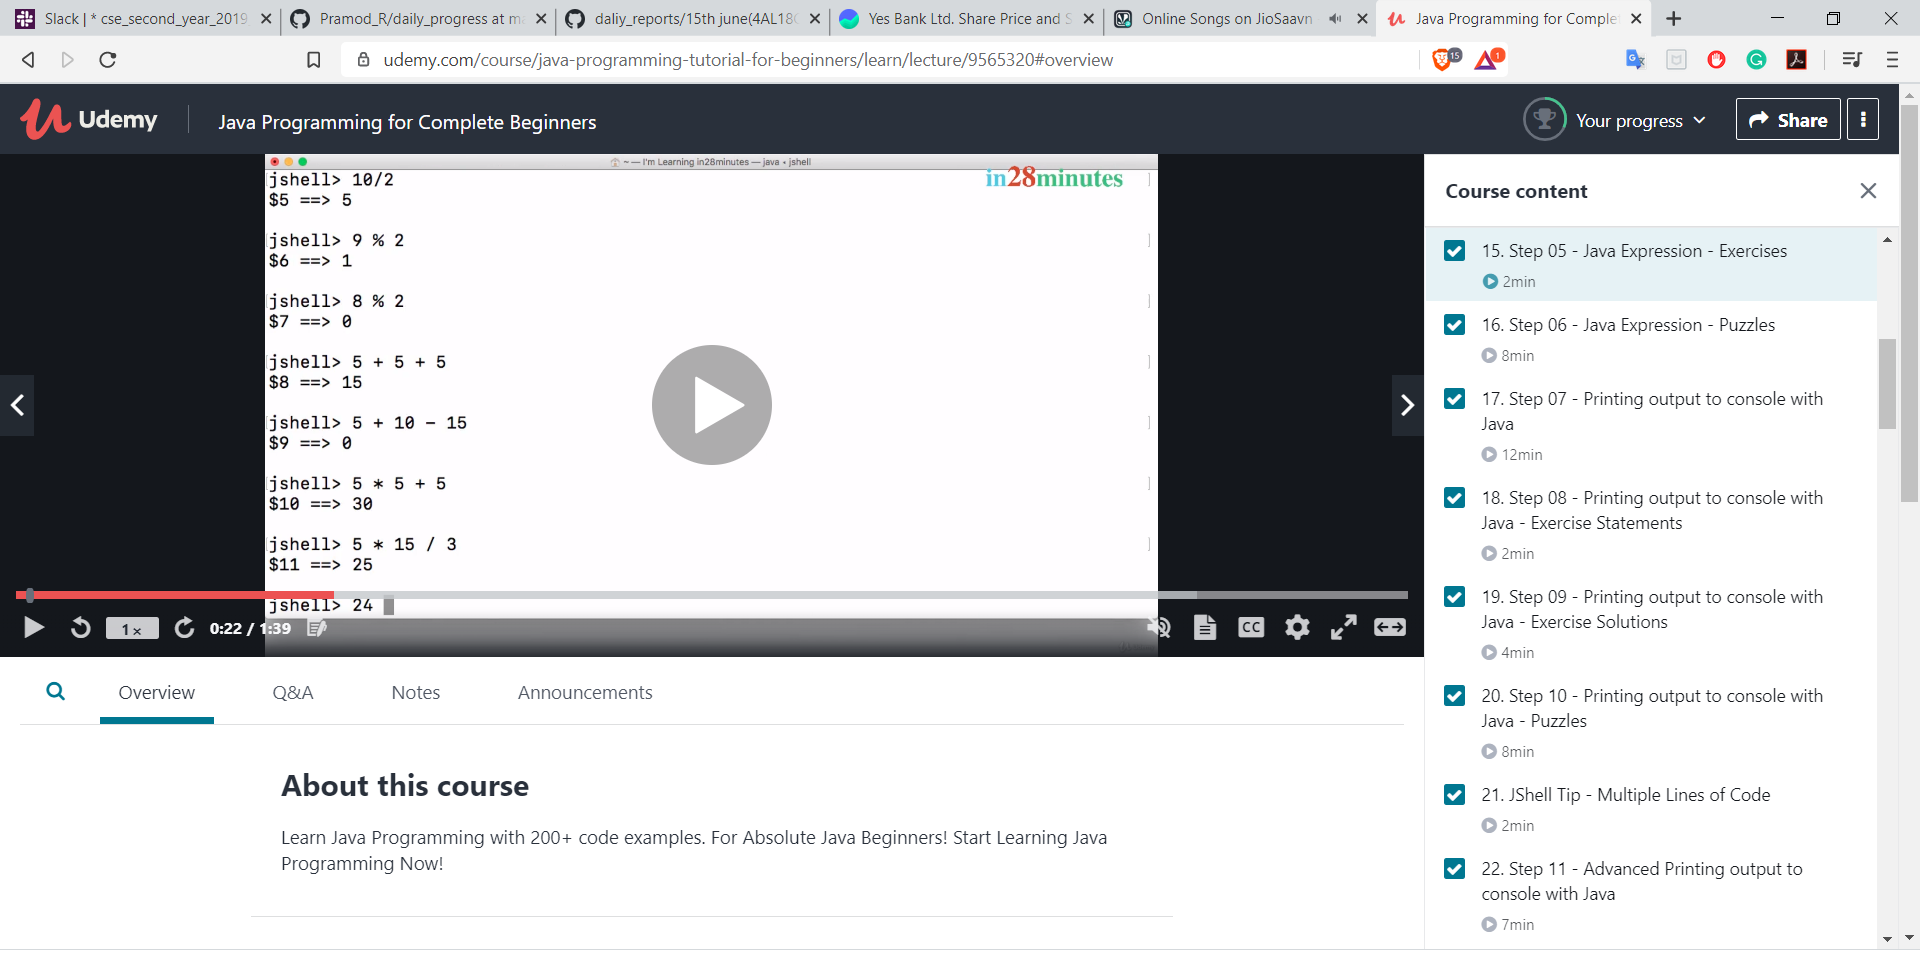 Slack | * cse_second_year_2019
Pramod_R/daily_progress at ma
daliy_reports/15th june(4AL18C
Yes Bank Ltd. Share Price and S
Online Songs on JioSaavn
Java Programming for Complet
udemy.com/course/java-programming-tutorial-for-beginners/learn/lecture/9565320#overview
15
1
Udemy
Java Programming for Complete Beginners
Your progress
Share
~ — I'm Learning in28minutes — java • jshell
in28minutes
jshell> 10/2
$5 ==> 5
jshell> 9 % 2
$6 ==> 1
jshell> 8 % 2
$7 ==> 0
jshell> 5 + 5 + 5
$8 ==> 15
jshell> 5 + 10 - 15
$9 ==> 0
jshell> 5 * 5 + 5
$10 ==> 30
jshell> 5 * 15 / 3
$11 ==> 25
jshell> 24
1x
0:22 / 1:39
CC
Course content
15. Step 05 - Java Expression - Exercises
2min
16. Step 06 - Java Expression - Puzzles
8min
17. Step 07 - Printing output to console with
Java
12min
18. Step 08 - Printing output to console with
Java - Exercise Statements
2min
19. Step 09 - Printing output to console with
Java - Exercise Solutions
4min
20. Step 10 - Printing output to console with
Java - Puzzles
8min
21. JShell Tip - Multiple Lines of Code
2min
22. Step 11 - Advanced Printing output to
console with Java
7min
Overview
Q&A
Notes
Announcements
About this course
Learn Java Programming with 200+ code examples. For Absolute Java Beginners! Start Learning Java
Programming Now!